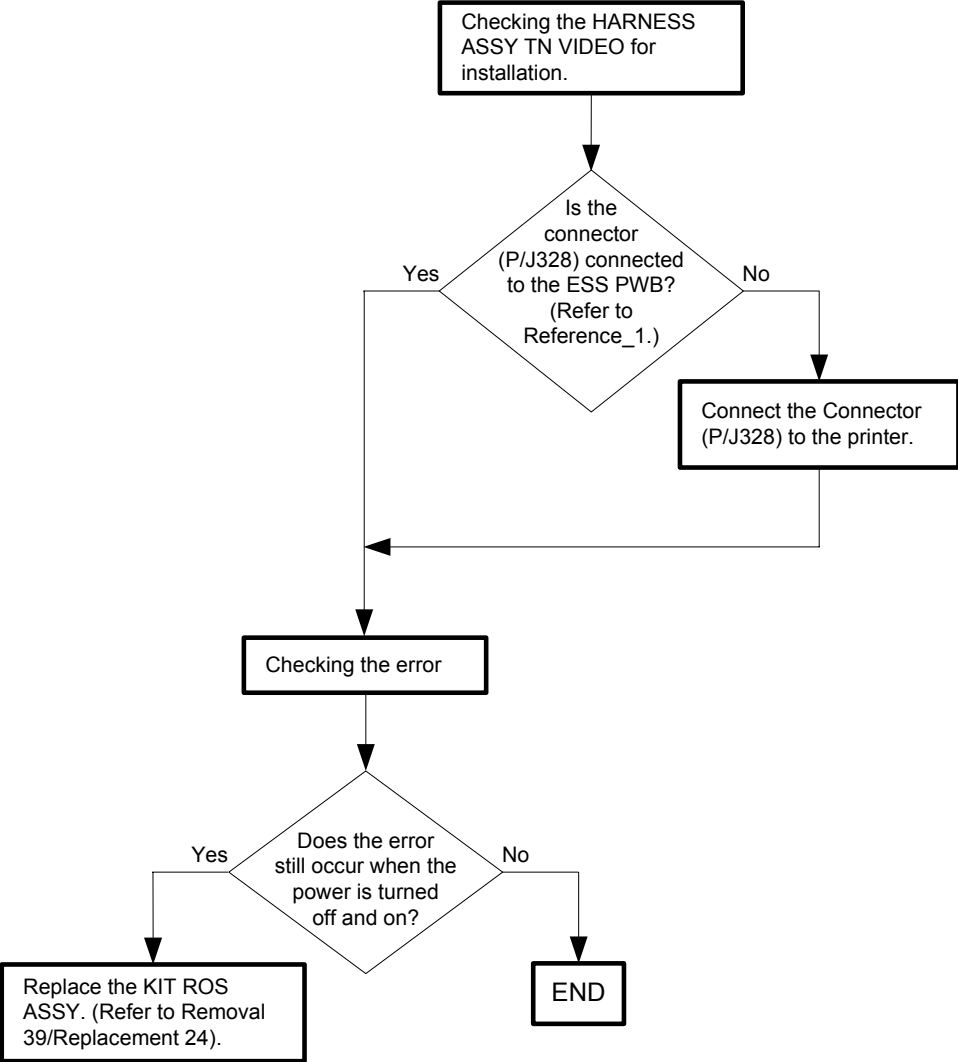 Checking the HARNESS
ASSY TN VIDEO for
installation.
Is the
connector
(P/J328) connected
to the ESS PWB?
(Refer to
Reference_1.)
Yes
No
Connect the Connector
(P/J328) to the printer.
Checking the error
Does the error
still occur when the
power is turned
off and on?
Yes
No
Replace the KIT ROS
ASSY. (Refer to Removal
39/Replacement 24).
END